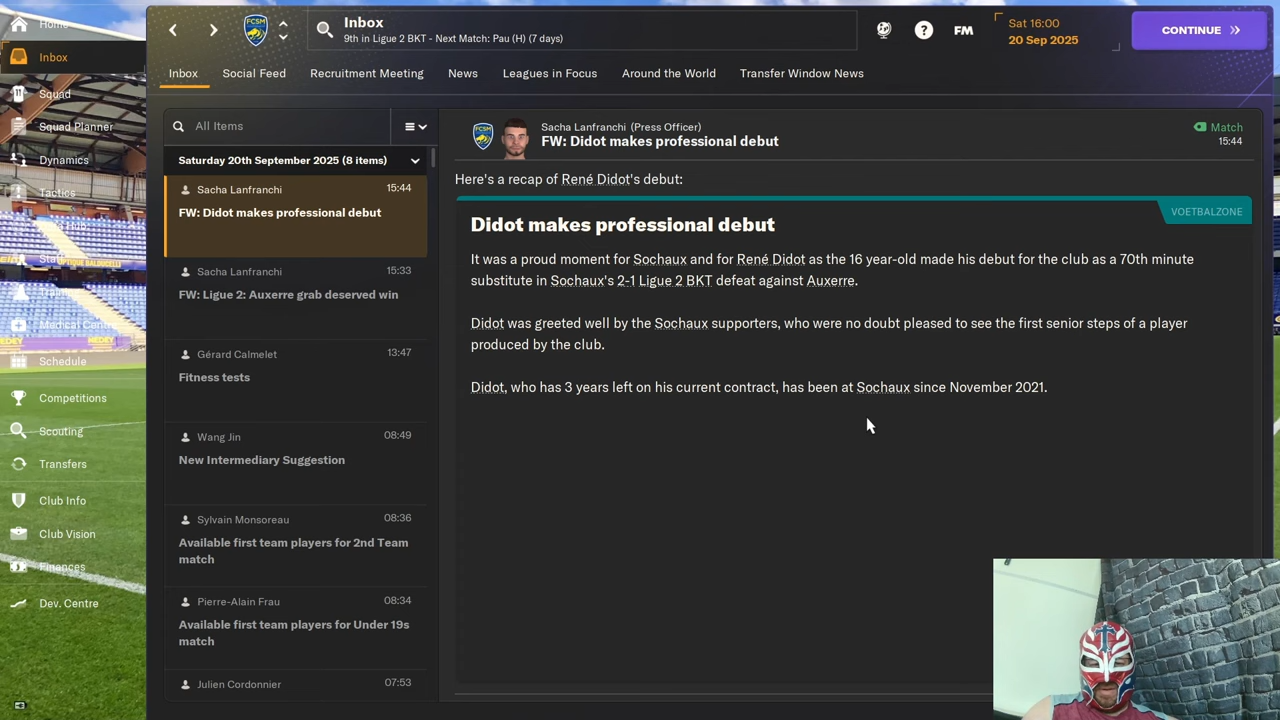 Home
Inbox
Squad
Squad Planner
Dynamics
Tactics
Schedule
Competitions
Scouting
Transfers
Club Info
Club Vision
Finances
Dev. Centre
FCSM
Inbox
9th in Ligue 2 BKT - Next Match: Pau (H) (7 days)
?
FM
Sat 16:00
20 Sep 2025
CONTINUE
Inbox
Social Feed
Recruitment Meeting
News
Leagues in Focus
Around the World
Transfer Window News
All Items
Saturday 20th September 2025 (8 items)
Sacha Lanfranchi 15:44
FW: Didot makes professional debut
Sacha Lanfranchi 15:33
FW: Ligue 2: Auxerre grab deserved win
Gérard Calmelet 13:47
Fitness tests
Wang Jin 08:49
New Intermediary Suggestion
Sylvain Monsoreau 08:36
Available first team players for 2nd Team
match
Pierre-Alain Frau 08:34
Available first team players for Under 19s
match
Julien Cordonnier 07:53
FCSM
Sacha Lanfranchi (Press Officer)
FW: Didot makes professional debut
Match
15:44
Here's a recap of René Didot's debut:
VOETBALZONE
Didot makes professional debut
It was a proud moment for Sochaux and for René Didot as the 16 year-old made his debut for the club as a 70th minute
substitute in Sochaux's 2-1 Ligue 2 BKT defeat against Auxerre.
Didot was greeted well by the Sochaux supporters, who were no doubt pleased to see the first senior steps of a player
produced by the club.
Didot, who has 3 years left on his current contract, has been at Sochaux since November 2021.